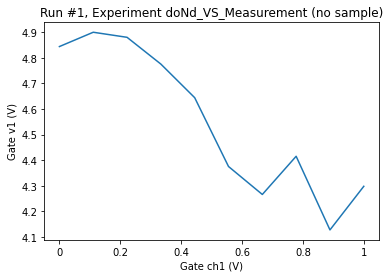 Run #1, Experiment doNd_VS_Measurement (no sample)
4.9
4.8
4.7
4.6
4.5
4.4
4.3
4.2
4.1
Gate v1 (V)
0 0.2 0.4 0.6 0.8 1
Gate ch1 (V)